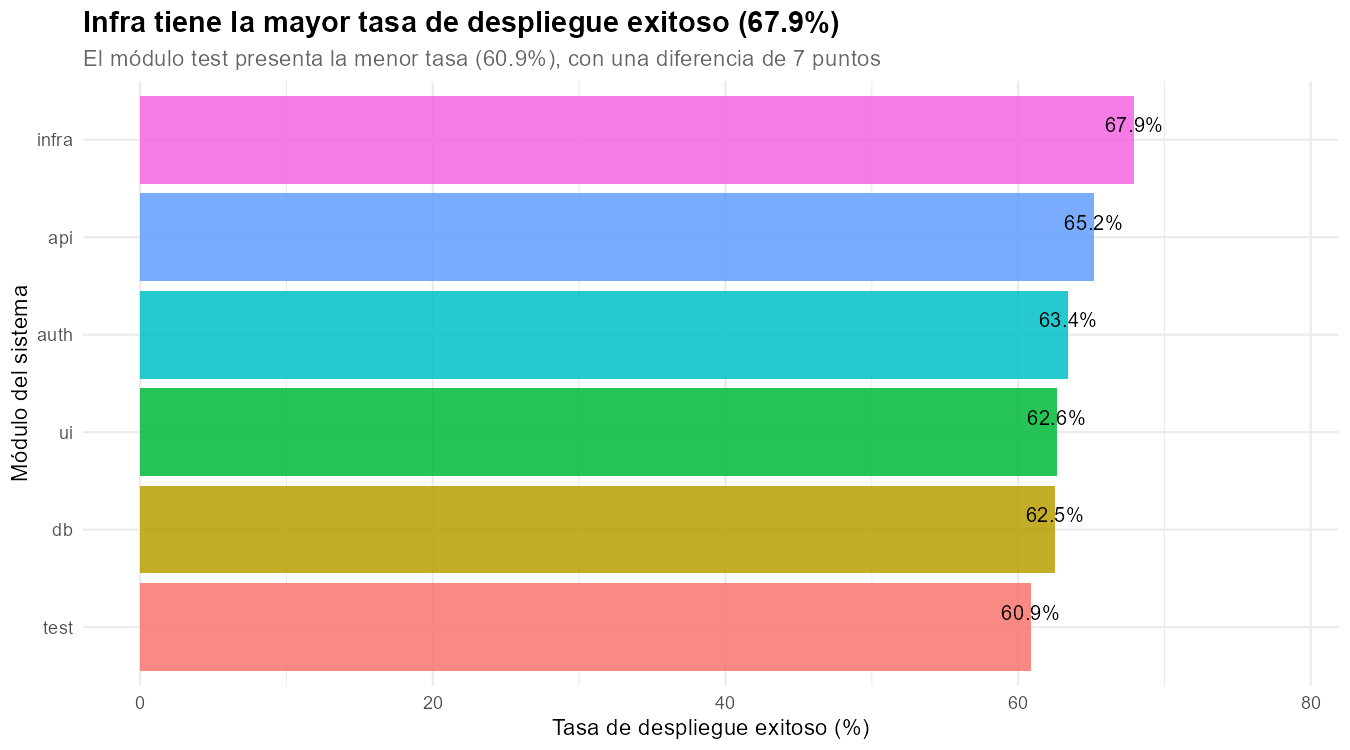 Infra tiene la mayor tasa de despliegue exitoso (67.9%)
El módulo test presenta la menor tasa (60.9%), con una diferencia de 7 puntos
Módulo del sistema
infra
67.9%
api
65.2%
auth
63.4%
ui
62.6%
db
62.5%
test
60.9%
0
20
40
60
80
Tasa de despliegue exitoso (%)